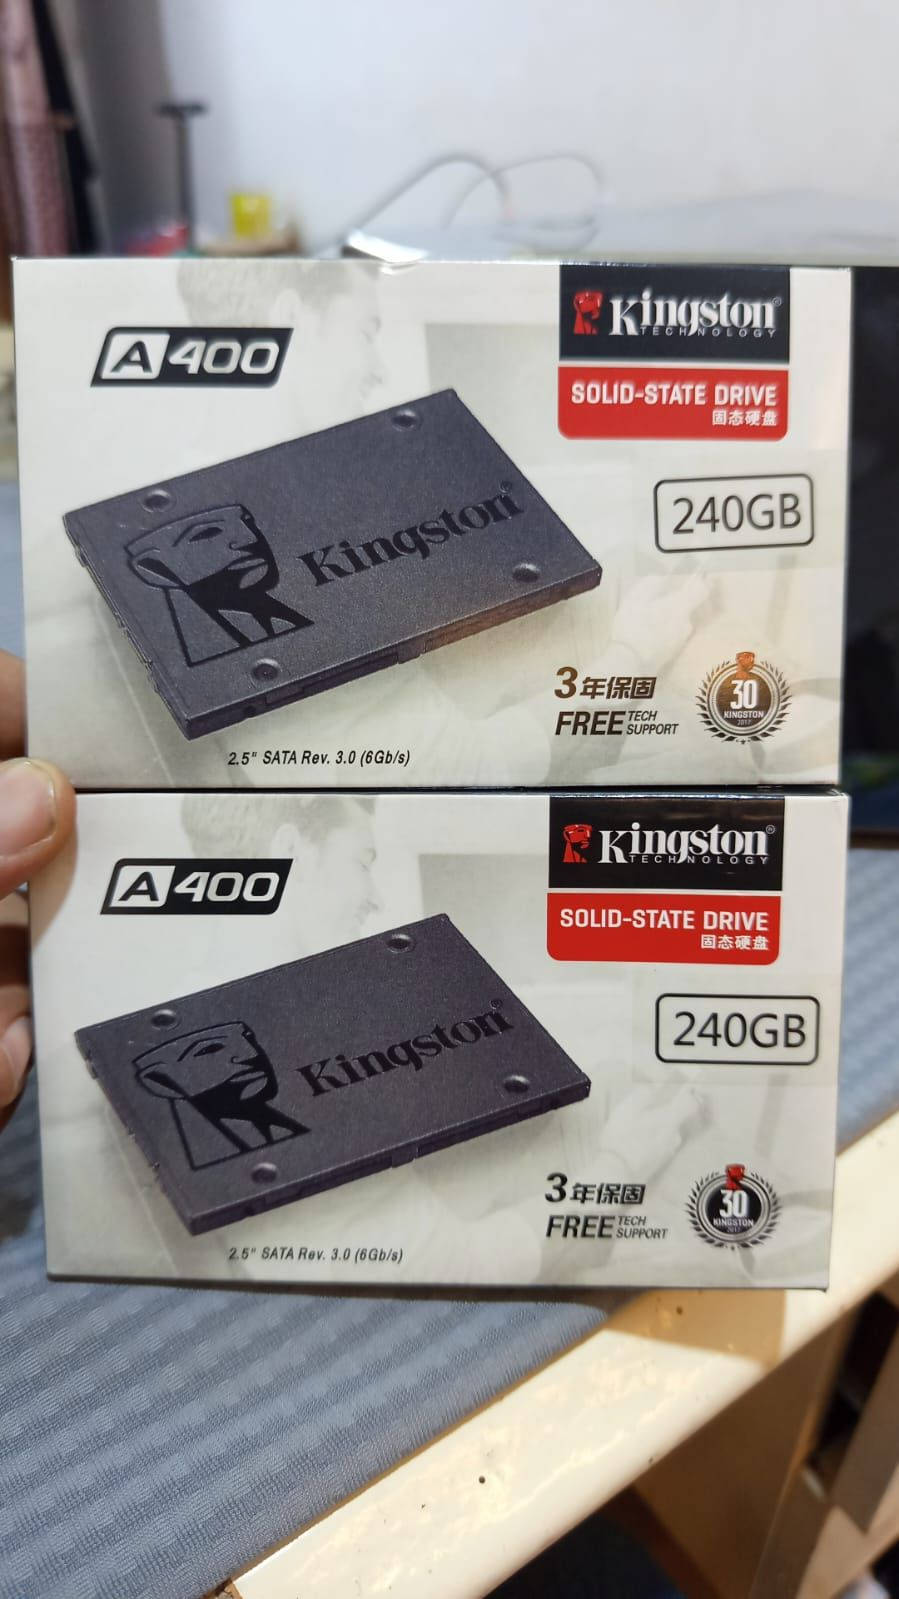 A400
Kingston
TECHNOLOGY
SOLID-STATE DRIVE
固态硬盘
240GB
Kingston
3年保固
FREE TECH SUPPORT
30
KINGSTON
2017
2.5" SATA Rev. 3.0 (6Gb/s)
A400
Kingston
TECHNOLOGY
SOLID-STATE DRIVE
固态硬盘
240GB
Kingston
3年保固
FREE TECH SUPPORT
30
KINGSTON
2017
2.5" SATA Rev. 3.0 (6Gb/s)